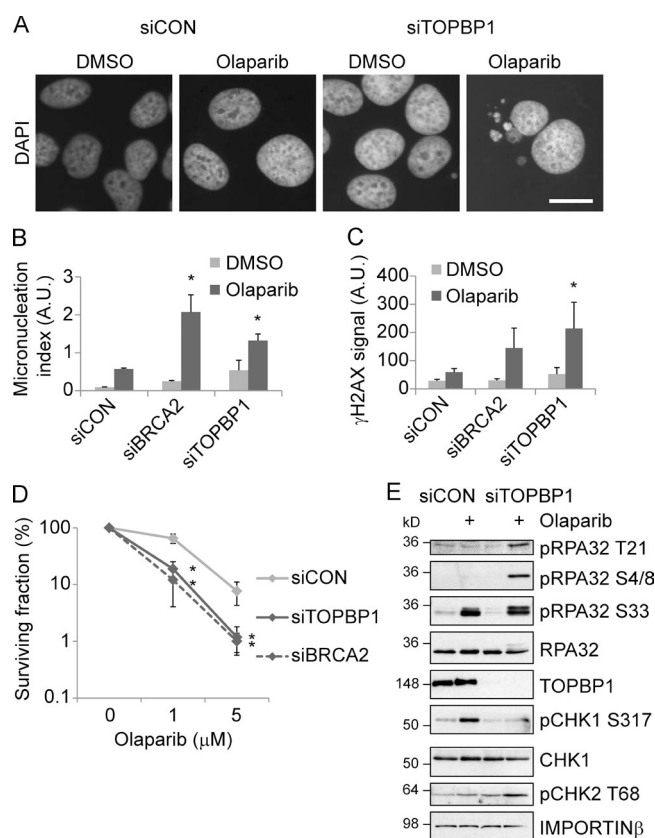 A
siCON siTOPBP1
DMSO Olaparib DMSO Olaparib
DAPI
B
Micronucleation
index (A.U.)
3
2
1
0
DMSO
Olaparib
*
*
siCON siBRCA2 siTOPBP1
C
γH2AX signal (A.U.)
400
300
200
100
0
DMSO
Olaparib
*
siCON siBRCA2 siTOPBP1
D
Surviving fraction (%)
100
10
1
0.1
*
*
*
*
siCON
siTOPBP1
siBRCA2
0 1 5
Olaparib (μM)
E
siCON siTOPBP1
kD + + Olaparib
36 pRPA32 T21
36 pRPA32 S4/8
36 pRPA32 S33
36 RPA32
148 TOPBP1
50 pCHK1 S317
50 CHK1
64 pCHK2 T68
98 IMPORTINβ